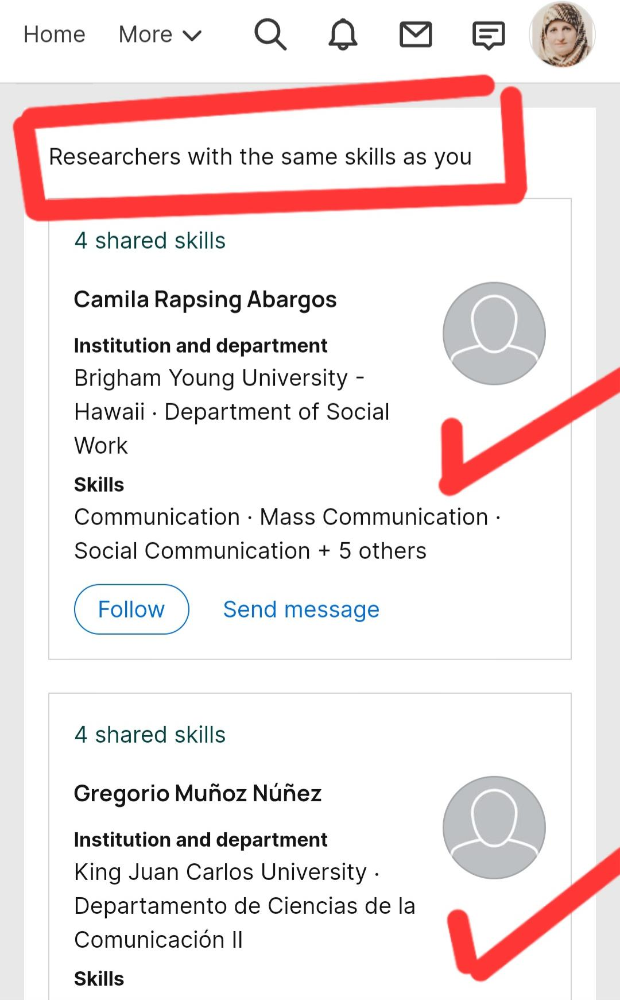 Home More
Researchers with the same skills as you
4 shared skills
Camila Rapsing Abargos
Institution and department
Brigham Young University -
Hawaii · Department of Social
Work
Skills
Communication · Mass Communication ·
Social Communication + 5 others
Follow Send message
4 shared skills
Gregorio Muñoz Núñez
Institution and department
King Juan Carlos University ·
Departamento de Ciencias de la
Comunicación II
Skills